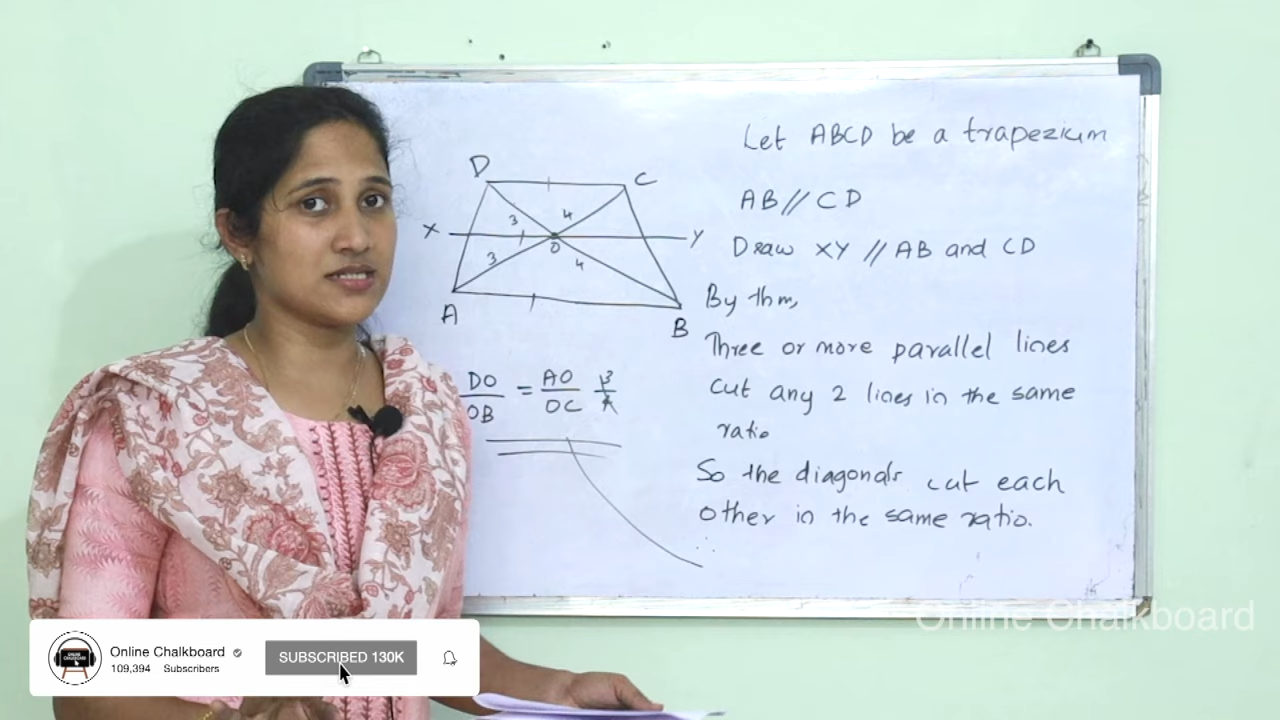 Let ABCD be a trapezium
AB // CD
Draw XY // AB and CD
By thm,
Three or more parallel lines
cut any 2 lines in the same
ratio
So the diagonals cut each
other in the same ratio.
∴
D
C
X
3
4
Y
O
3
4
A
B
DO/OB = AO/OC
Online Chalkboard
Online Chalkboard
109,394 Subscribers
SUBSCRIBED 130K